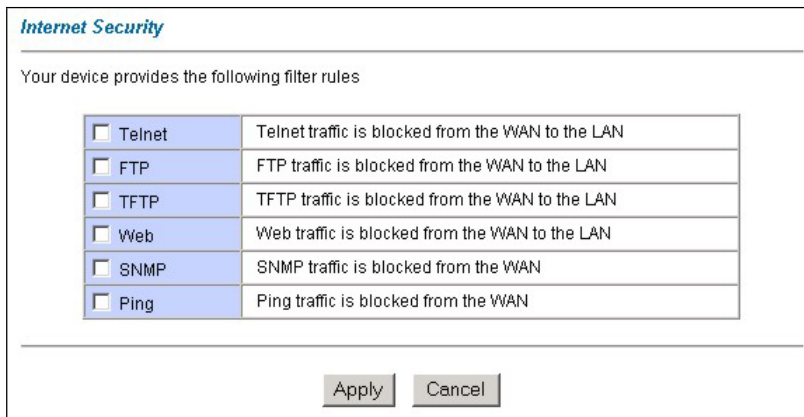 Internet Security
Your device provides the following filter rules
Telnet Telnet traffic is blocked from the WAN to the LAN
FTP FTP traffic is blocked from the WAN to the LAN
TFTP TFTP traffic is blocked from the WAN to the LAN
Web Web traffic is blocked from the WAN to the LAN
SNMP SNMP traffic is blocked from the WAN
Ping Ping traffic is blocked from the WAN
Apply Cancel